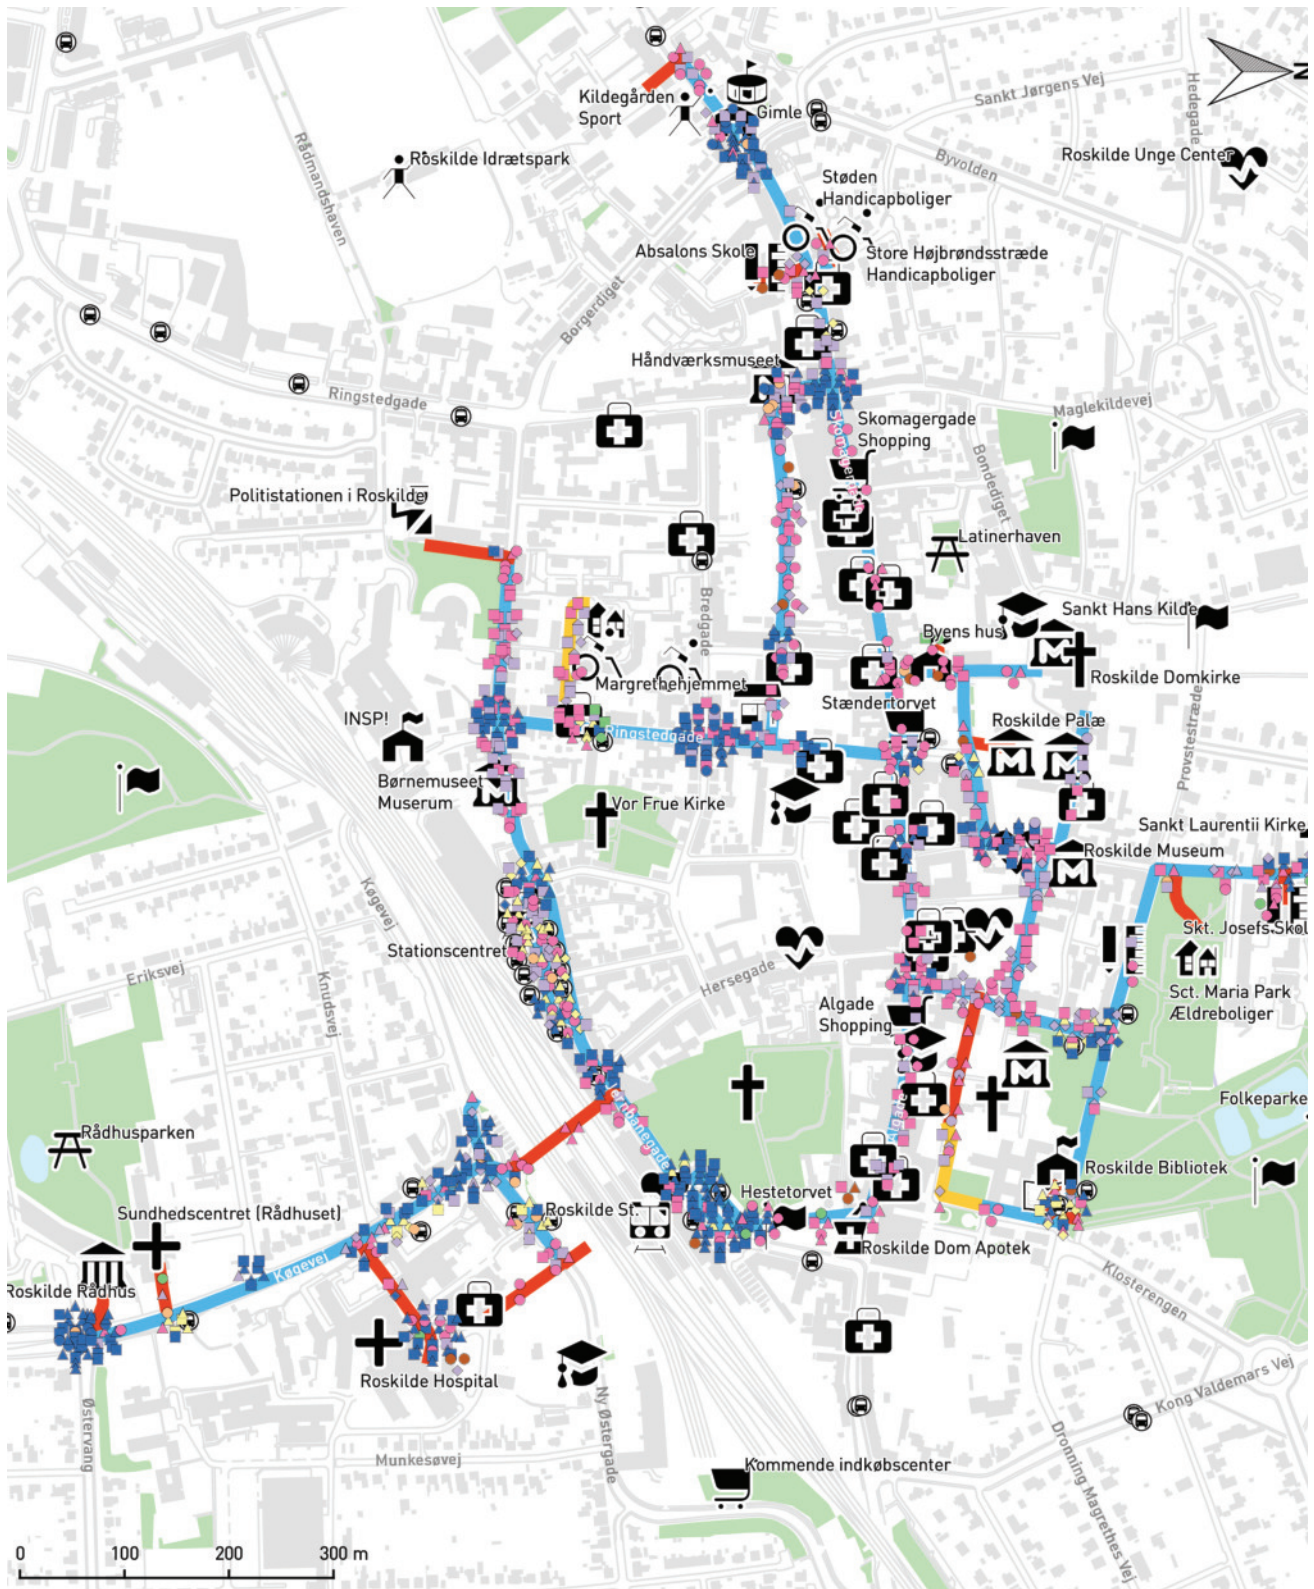 N
Kildegården
Sport
Gimle
Sankt Jørgens Vej
Hedegade
Rådmandshaven
Roskilde Idrætspark
Byvolden
Roskilde Unge Center
Støden
Handicapboliger
Absalons Skole
Store Højbrøndsstræde
Handicapboliger
Borgerdiget
Håndværksmuseet
Ringstedgade
Maglekildevej
Skomagergade
Shopping
Bondediget
Politistationen i Roskilde
Latinerhaven
Bredgade
Sankt Hans Kilde
Byens hus
Margrethehjemmet
Roskilde Domkirke
Stændertorvet
INSP!
Ringstedgade
Roskilde Palæ
Provstestræde
Børnemuseet
Muserum
Vor Frue Kirke
Sankt Laurentii Kirke
Roskilde Museum
Køgevej
Skt. Josefs Skol
Stationscentret
Eriksvej
Knudsvej
Hersegade
Algade
Shopping
Sct. Maria Park
Ældreboliger
Folkeparke
Algade
Rådhusparken
Roskilde Bibliotek
Sundhedscentret (Rådhuset)
Roskilde St.
Hestetorvet
Roskilde Dom Apotek
Køgevej
Roskilde Rådhus
Klosterengen
Roskilde Hospital
Kong Valdemars Vej
Østervang
Ny Østergade
Munkesøvej
Kommende indkøbscenter
Dronning Magrethes Vej
0 100 200 300 m